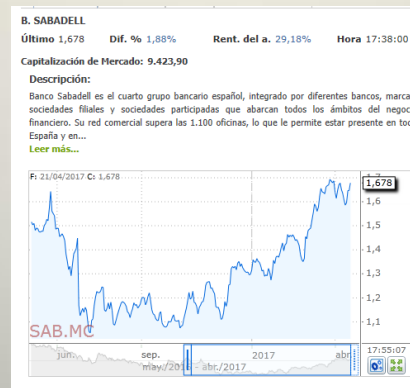 B. SABADELL
Último 1,678 Dif. % 1,88% Rent. del a. 29,18% Hora 17:38:00
Capitalización de Mercado: 9.423,90
Descripción:
Banco Sabadell es el cuarto grupo bancario español, integrado por diferentes bancos, marca
sociedades filiales y sociedades participadas que abarcan todos los ámbitos del negoc
financiero. Su red comercial supera las 1.100 oficinas, lo que le permite estar presente en tod
España y en...
Leer más...
F: 21/04/2017 C: 1,678
1,7
1,678
1,6
1,5
1,4
1,3
1,2
1,1
SAB.MC
jun. sep. 2017 abr
may./201 - abr./2017
17:55:07